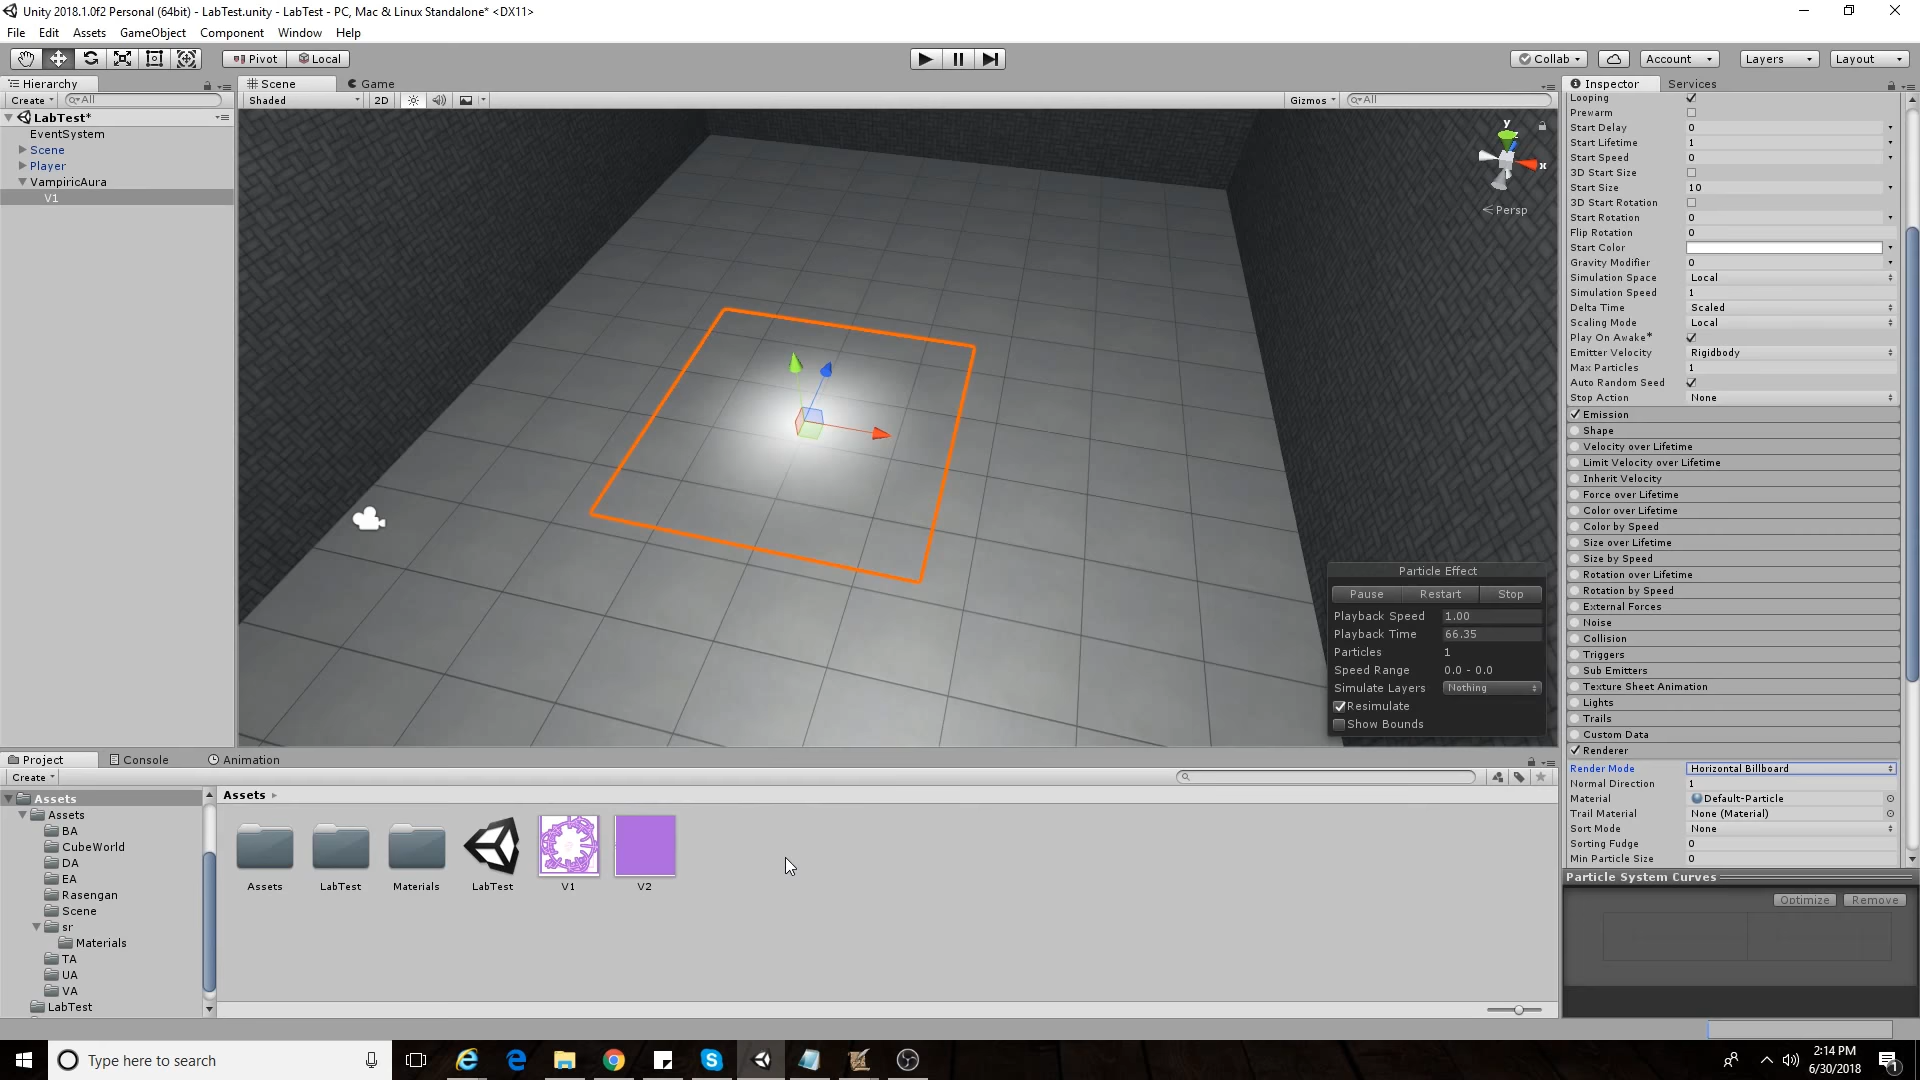 Unity 2018.1.0f2 Personal (64bit) - LabTest.unity - LabTest - PC, Mac & Linux Standalone* <DX11>
File Edit Assets GameObject Component Window Help
Pivot Local Collab Account Layers Layout
Hierarchy
Create All
LabTest*
EventSystem
Scene
Player
VampiricAura
V1
Scene Game
Shaded 2D Gizmos All
y
x
Persp
Particle Effect
Pause Restart Stop
Playback Speed 1.00
Playback Time 66.35
Particles 1
Speed Range 0.0 - 0.0
Simulate Layers Nothing
Resimulate
Show Bounds
Inspector Services
Looping
Prewarm
Start Delay 0
Start Lifetime 1
Start Speed 0
3D Start Size
Start Size 10
3D Start Rotation
Start Rotation 0
Flip Rotation 0
Start Color
Gravity Modifier 0
Simulation Space Local
Simulation Speed 1
Delta Time Scaled
Scaling Mode Local
Play On Awake*
Emitter Velocity Rigidbody
Max Particles 1
Auto Random Seed
Stop Action None
Emission
Shape
Velocity over Lifetime
Limit Velocity over Lifetime
Inherit Velocity
Force over Lifetime
Color over Lifetime
Color by Speed
Size over Lifetime
Size by Speed
Rotation over Lifetime
Rotation by Speed
External Forces
Noise
Collision
Triggers
Sub Emitters
Texture Sheet Animation
Lights
Trails
Custom Data
Renderer
Render Mode Horizontal Billboard
Normal Direction 1
Material Default-Particle
Trail Material None (Material)
Sort Mode None
Sorting Fudge 0
Min Particle Size 0
Particle System Curves
Optimize Remove
Project Console Animation
Create
Assets
Assets
BA
CubeWorld
DA
EA
Rasengan
Scene
sr
Materials
TA
UA
VA
LabTest
Assets
Assets LabTest Materials LabTest V1 V2
Type here to search
2:14 PM
6/30/2018
1